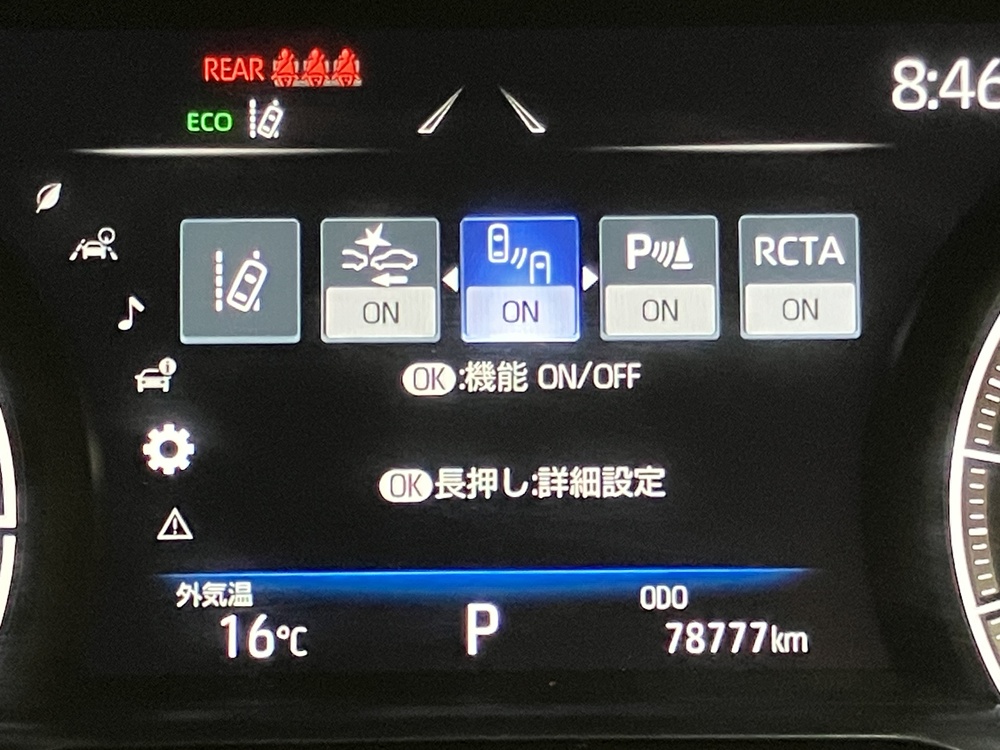 REAR
8:46
ECO
ON
ON
P ON
RCTA ON
OK:機能 ON/OFF
OK長押し:詳細設定
外気温
16℃
P
ODO
78777km